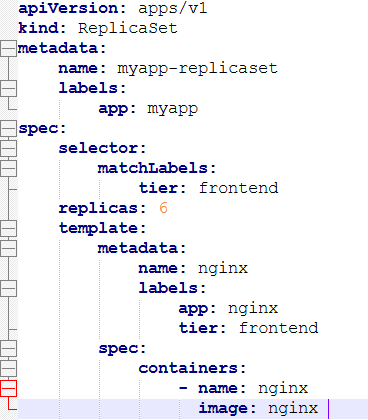 apiVersion: apps/v1
kind: ReplicaSet
metadata:
    name: myapp-replicaset
    labels:
        app: myapp
spec:
    selector:
        matchLabels:
            tier: frontend
    replicas: 6
    template:
        metadata:
            name: nginx
            labels:
                app: nginx
                tier: frontend
        spec:
            containers:
                - name: nginx
                  image: nginx